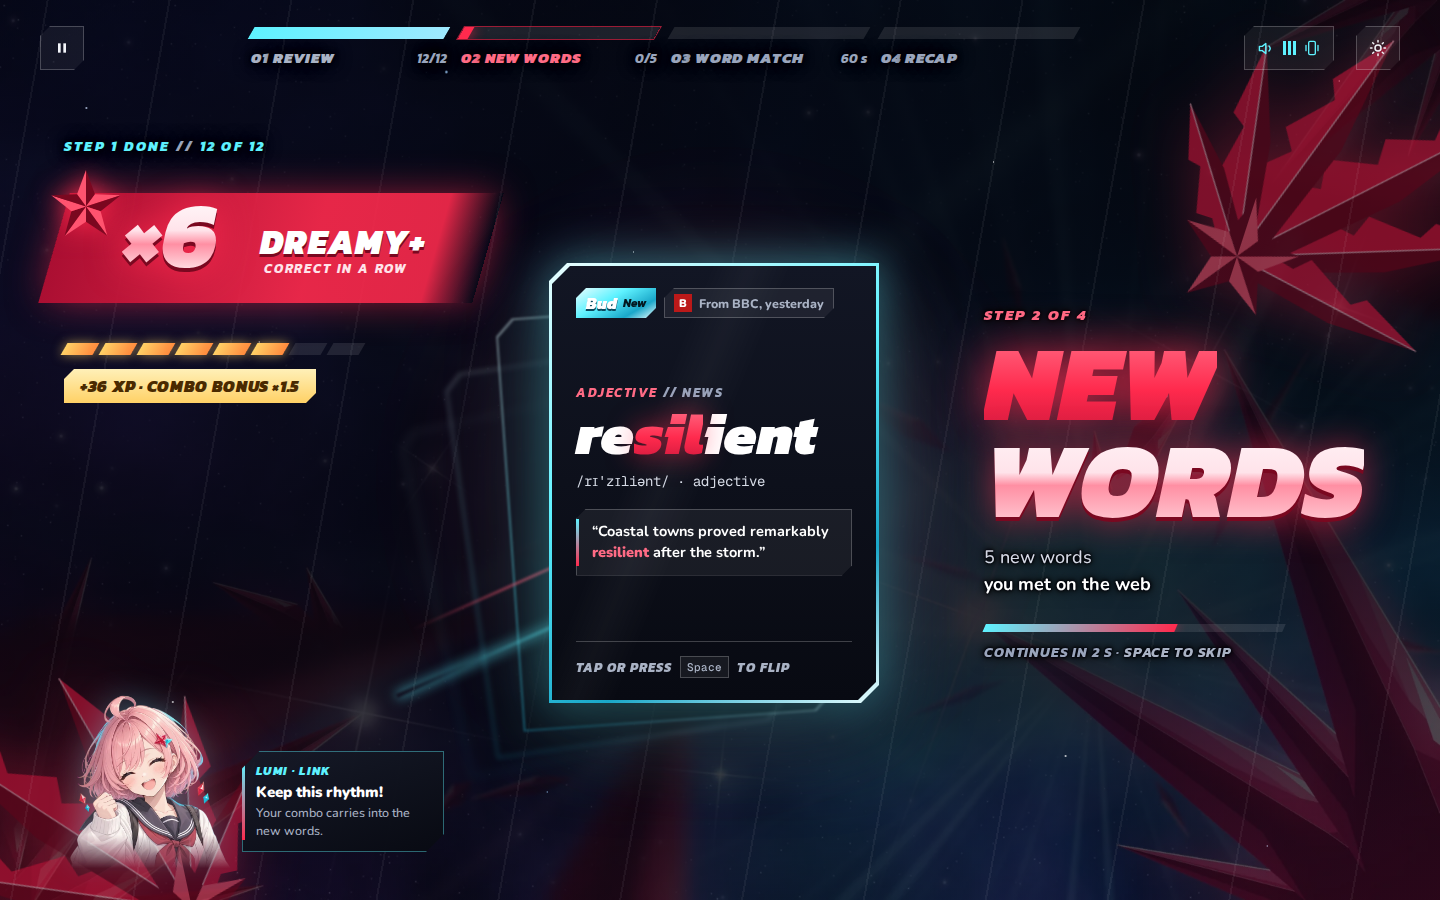 01 REVIEW 12/12
02 NEW WORDS 0/5
03 WORD MATCH 60 s
04 RECAP
STEP 1 DONE // 12 OF 12
×6
DREAMY+
CORRECT IN A ROW
+36 XP · COMBO BONUS ×1.5
Bud New
B From BBC, yesterday
ADJECTIVE // NEWS
resilient
/rɪˈzɪliənt/ · adjective
“Coastal towns proved remarkably
resilient after the storm.”
TAP OR PRESS Space TO FLIP
STEP 2 OF 4
NEW
WORDS
5 new words
you met on the web
CONTINUES IN 2 S · SPACE TO SKIP
LUMI · LINK
Keep this rhythm!
Your combo carries into the
new words.